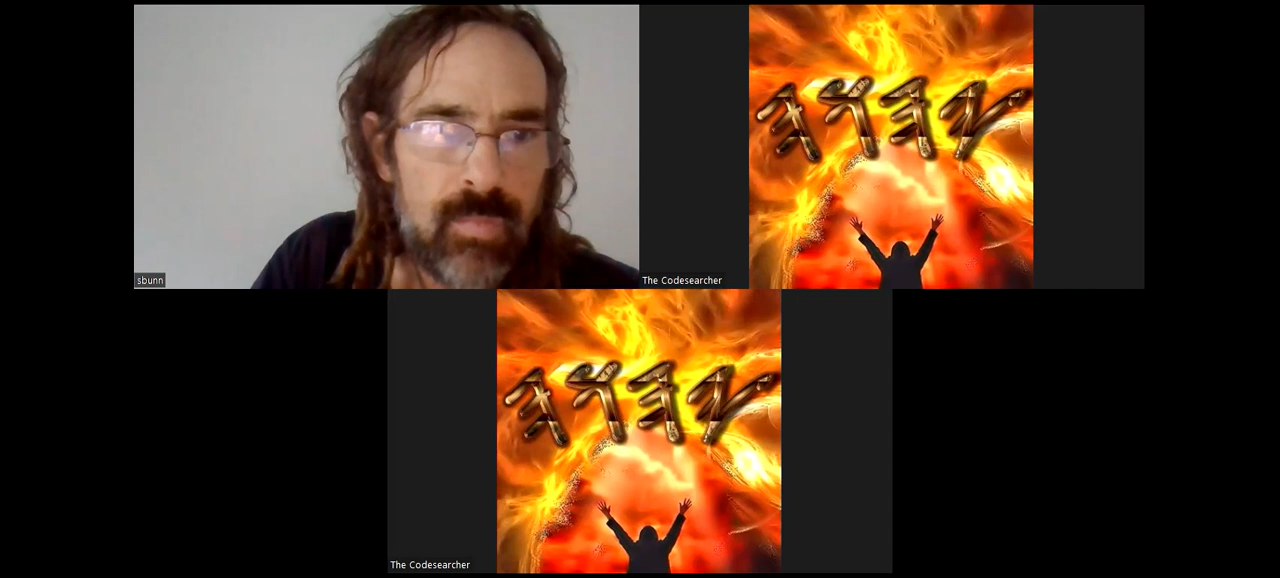 𐤉𐤄𐤅𐤄
sbunn
The Codesearcher
𐤉𐤄𐤅𐤄
The Codesearcher